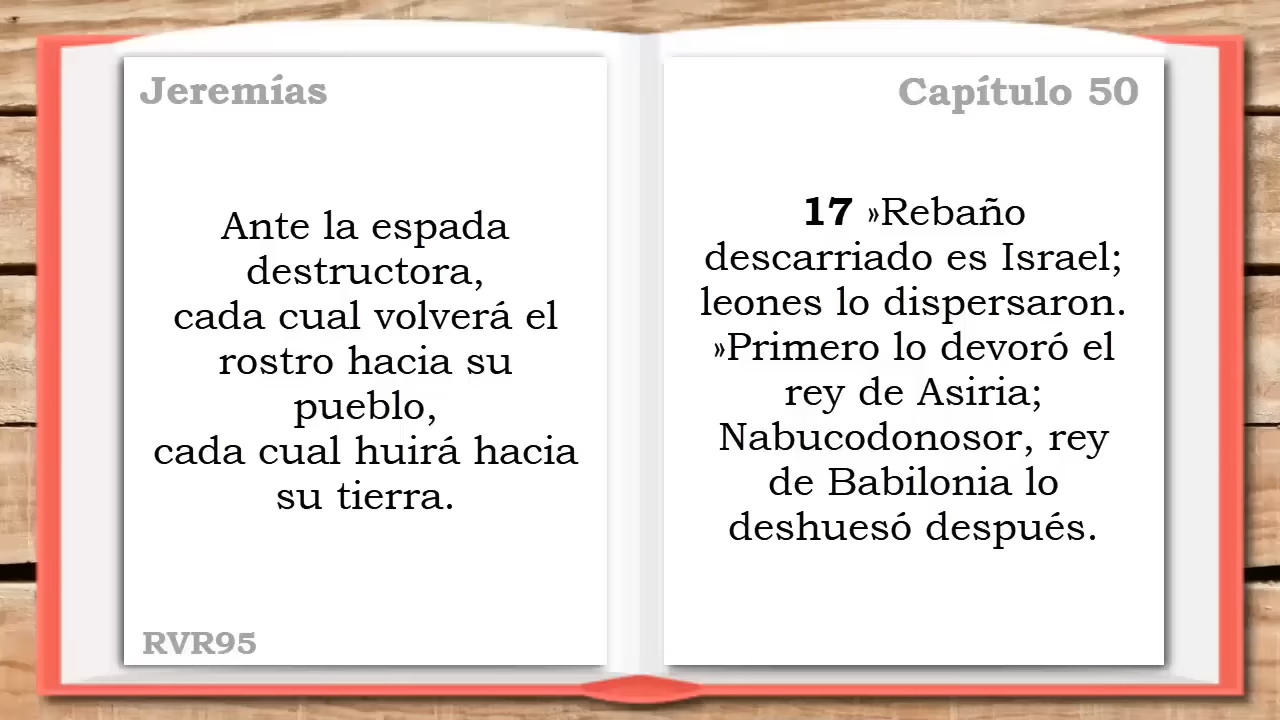 Jeremías
Ante la espada
destructora,
cada cual volverá el
rostro hacia su
pueblo,
cada cual huirá hacia
su tierra.
RVR95
Capítulo 50
17 »Rebaño
descarriado es Israel;
leones lo dispersaron.
»Primero lo devoró el
rey de Asiria;
Nabucodonosor, rey
de Babilonia lo
deshuesó después.